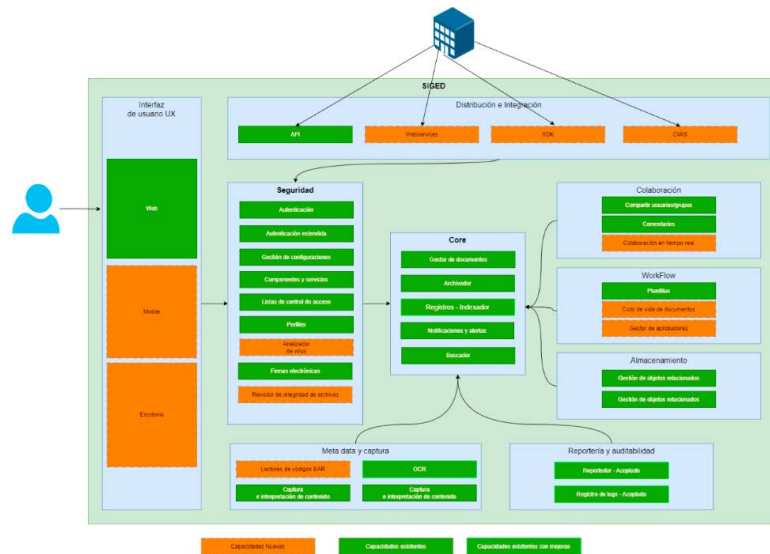 SIGED
Interfaz
de usuario UX
Distribución e Integración
API
Webservices
SDK
CMIS
Web
Mobile
Escritorio
Seguridad
Autenticación
Autenticación extendida
Gestión de configuraciones
Componentes y servicios
Listas de control de acceso
Perfiles
Analizador
de virus
Firmas electrónicas
Revisión de integridad de archivos
Core
Gestor de documentos
Archivador
Registros - Indexador
Notificaciones y alertas
Buscador
Colaboración
Compartir usuarios/grupos
Comentarios
Colaboración en tiempo real
WorkFlow
Plantillas
Ciclo de vida de documentos
Gestor de aprobaciones
Almacenamiento
Gestión de objetos relacionados
Gestión de objetos relacionados
Meta data y captura
Lectores de códigos BAR
OCR
Captura
e interpretación de contenido
Captura
e interpretación de contenido
Reportería y auditabilidad
Reporteador - Acoplado
Registro de logs - Acoplado
Capacidades Nuevas
Capacidades existentes
Capacidades existentes con mejoras